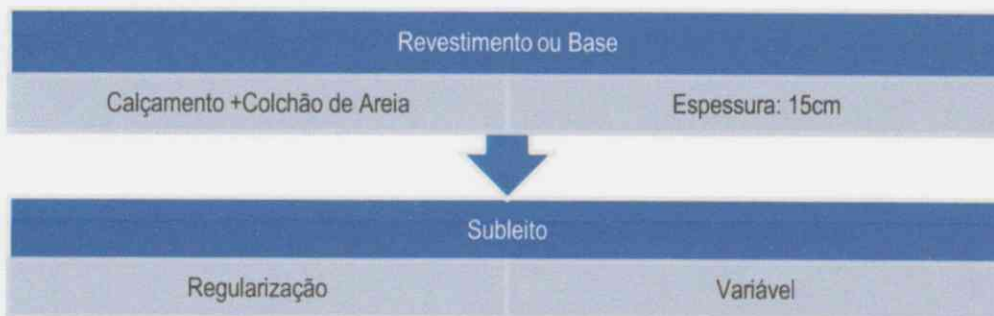 Revestimento ou Base
Calçamento +Colchão de Areia
Espessura: 15cm
Subleito
Regularização
Variável